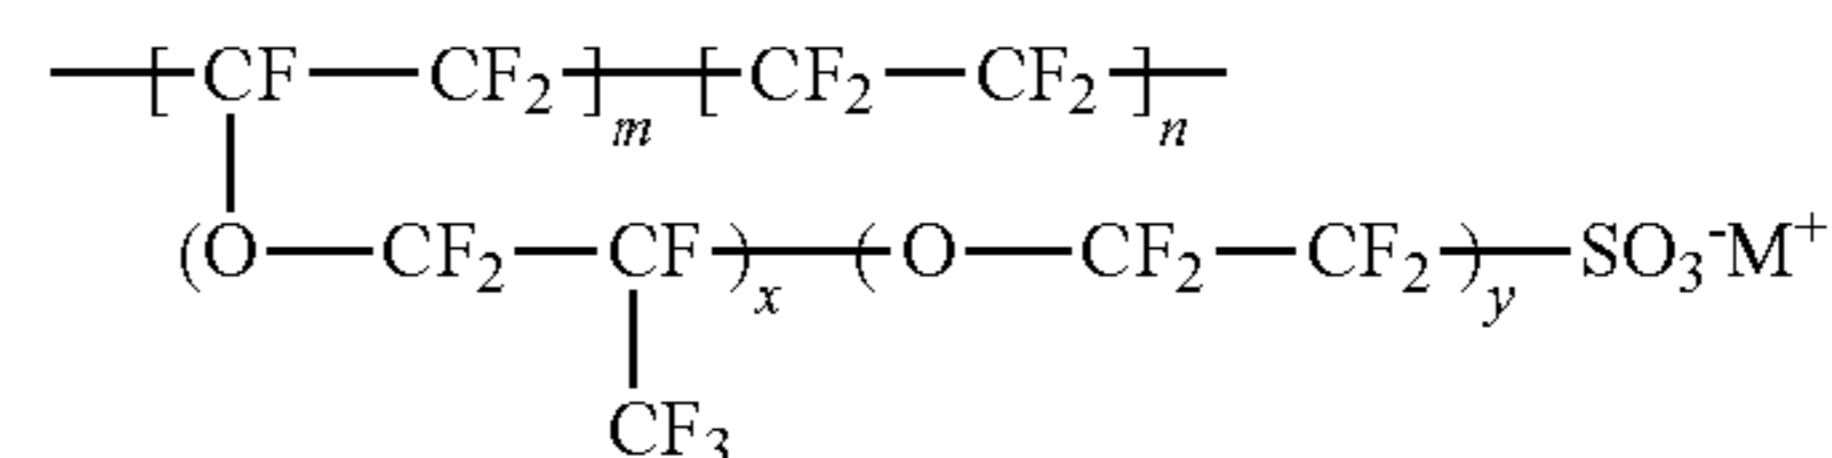 [CF—CF₂]m[CF₂—CF₂]n
(O—CF₂—CF)x(O—CF₂—CF₂)y—SO₃⁻M⁺
CF₃